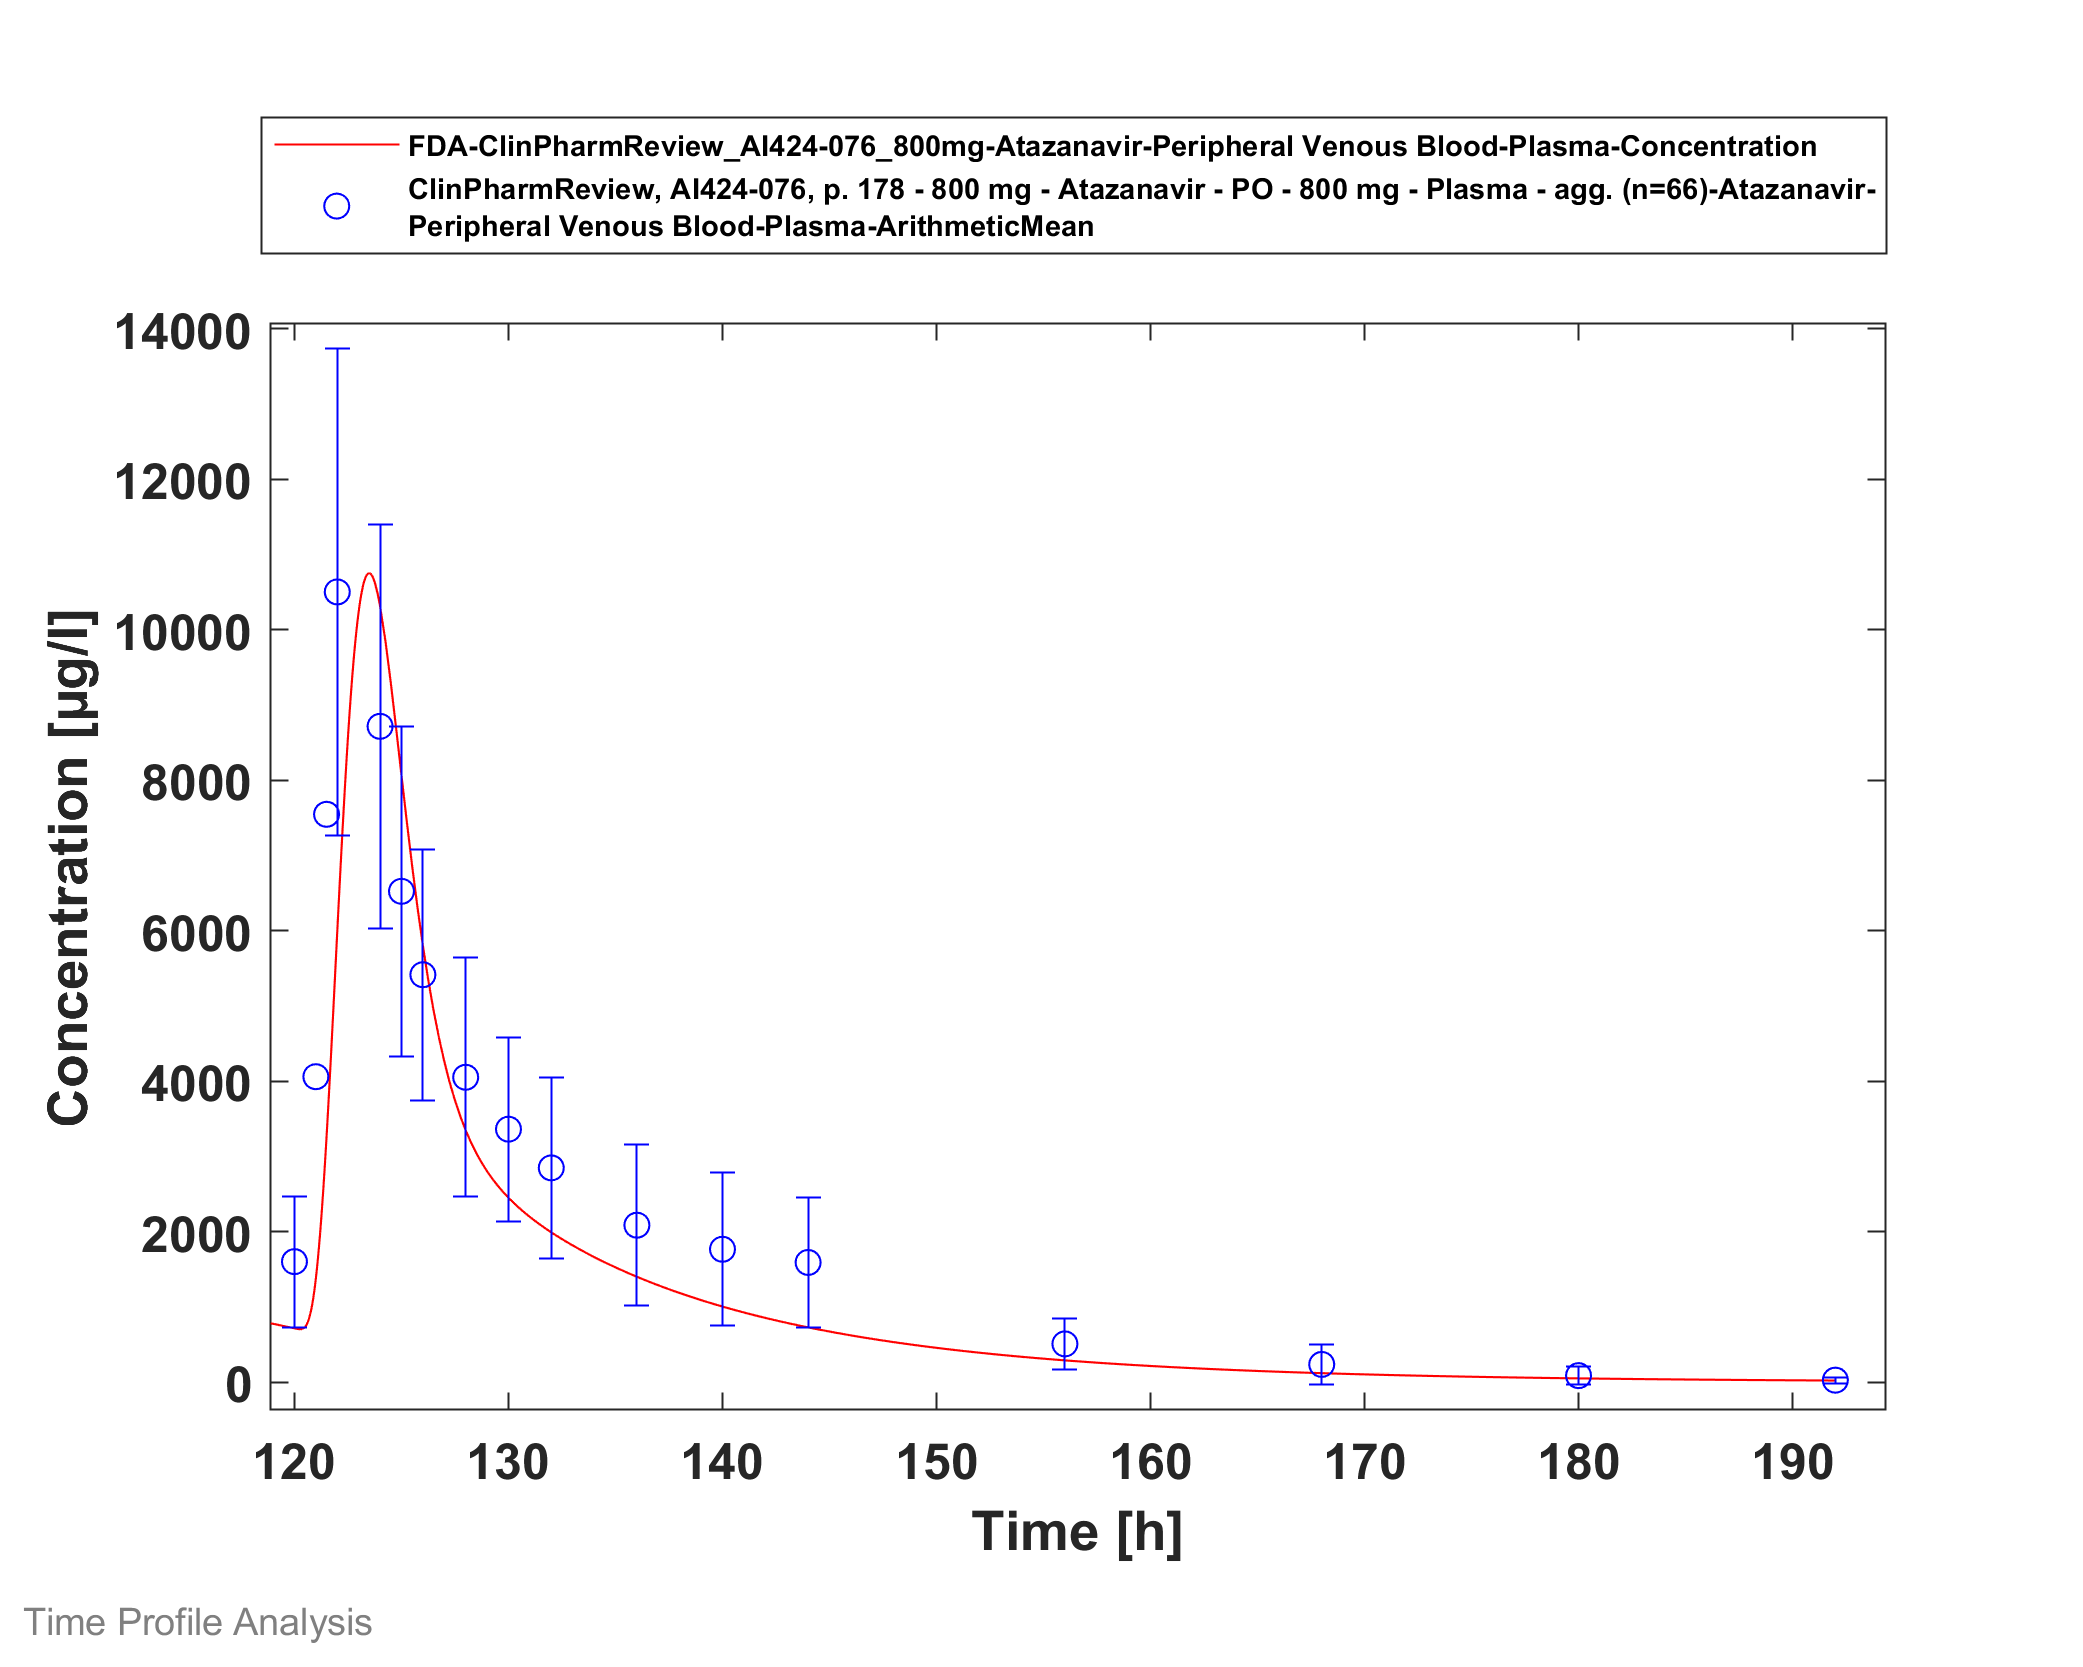 FDA-ClinPharmReview_AI424-076_800mg-Atazanavir-Peripheral Venous Blood-Plasma-Concentration
ClinPharmReview, AI424-076, p. 178 - 800 mg - Atazanavir - PO - 800 mg - Plasma - agg. (n=66)-Atazanavir-
Peripheral Venous Blood-Plasma-ArithmeticMean
14000
12000
10000
8000
6000
4000
2000
0
Concentration [µg/l]
120 130 140 150 160 170 180 190
Time [h]
Time Profile Analysis